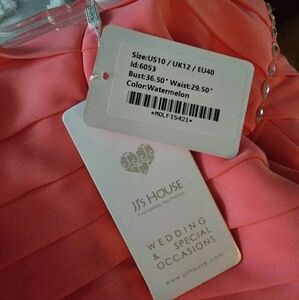 Size:US10 / UK12 / EU40
Id:6053
Bust:36.50" Waist:29.50"
Color:Watermelon
*MOLF15421*
JJ's HOUSE
WEDDING
& SPECIAL
OCCASIONS
www.jjshouse.com